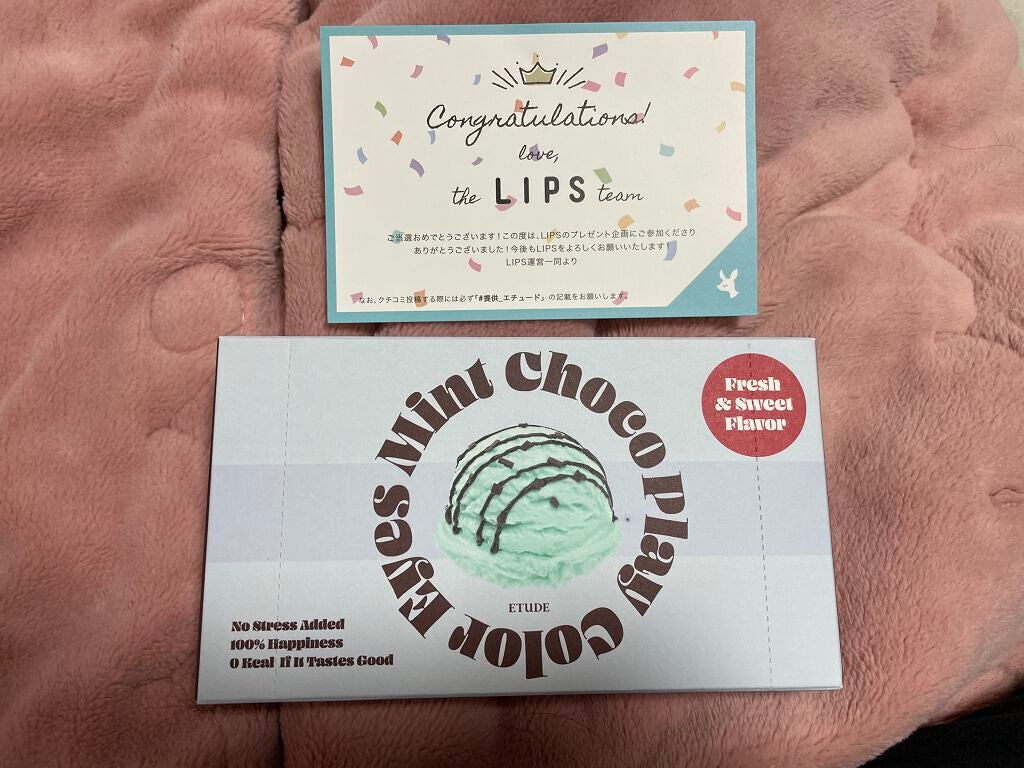 Congratulations!
love,
the LIPS team
ご当選おめでとうございます！この度は、LIPSのプレゼント企画にご参加くださり
ありがとうございました！今後もLIPSをよろしくお願いいたします！
LIPS運営一同より
なお、クチコミ投稿する際には必ず「#提供_エチュード」の記載をお願いします。
Mint Choco Play Color Eyes
Fresh
& Sweet
Flavor
ETUDE
No Stress Added
100% Happiness
0 Kcal If It Tastes Good